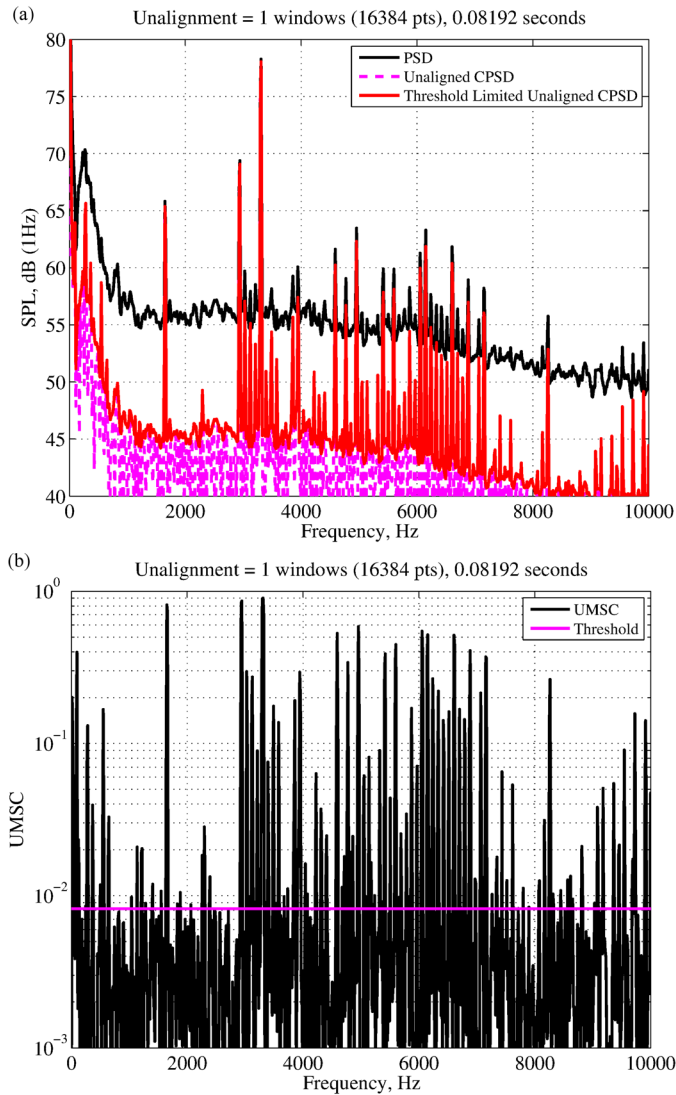 (a)
Unalignment = 1 windows (16384 pts), 0.08192 seconds
PSD
Unaligned CPSD
Threshold Limited Unaligned CPSD
SPL, dB (1Hz)
80
75
70
65
60
55
50
45
40
0 2000 4000 6000 8000 10000
Frequency, Hz
(b)
Unalignment = 1 windows (16384 pts), 0.08192 seconds
UMSC
Threshold
UMSC
10^0
10^-1
10^-2
10^-3
0 2000 4000 6000 8000 10000
Frequency, Hz